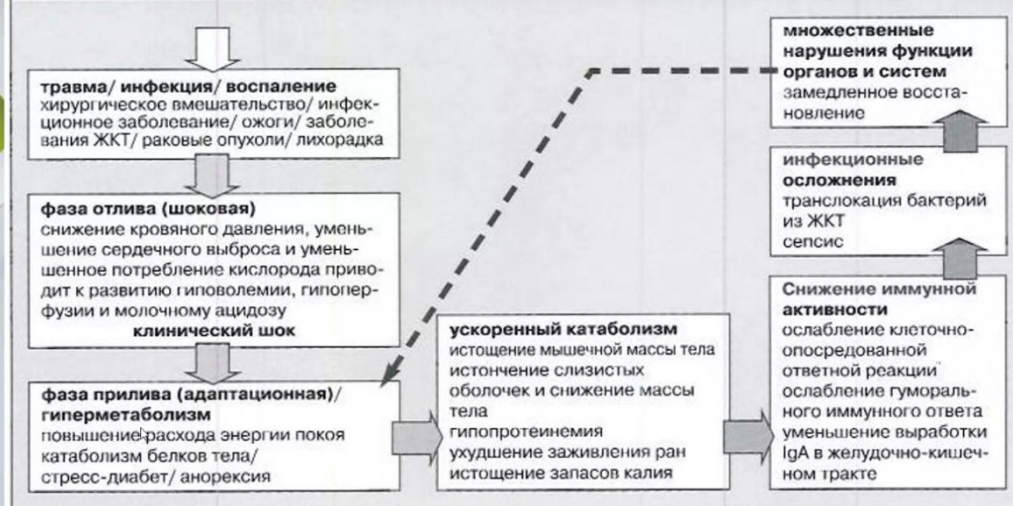 травма/ инфекция/ воспаление
хирургическое вмешательство/ инфек-
ционное заболевание/ ожоги/ заболе-
вания ЖКТ/ раковые опухоли/ лихорадка
фаза отлива (шоковая)
снижение кровяного давления, умень-
шение сердечного выброса и умень-
шенное потребление кислорода приво-
дит к развитию гиповолемии, гипопер-
фузии и молочному ацидозу
клинический шок
фаза прилива (адаптационная)/
гиперметаболизм
повышение расхода энергии покоя
катаболизм белков тела/
стресс-диабет/ анорексия
ускоренный катаболизм
истощение мышечной массы тела
истончение слизистых
оболочек и снижение массы
тела
гипопротеинемия
ухудшение заживления ран
истощение запасов калия
Снижение иммунной
активности
ослабление клеточно-
опосредованной
ответной реакции
ослабление гумораль-
ного иммунного ответа
уменьшение выработки
IgA в желудочно-кишеч-
ном тракте
инфекционные
осложнения
транслокация бактерий
из ЖКТ
сепсис
множественные
нарушения функции
органов и систем
замедленное восста-
новление